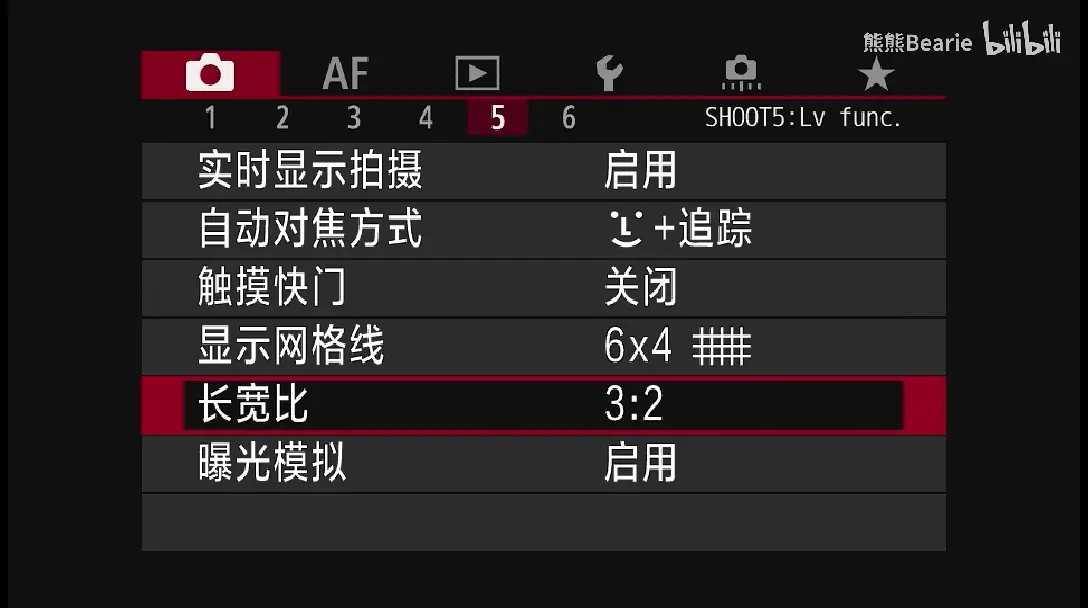 熊熊Bearie bilibili
AF
1 2 3 4 5 6 SHOOT5:Lv func.
实时显示拍摄 启用
自动对焦方式 +追踪
触摸快门 关闭
显示网格线 6x4
长宽比 3:2
曝光模拟 启用